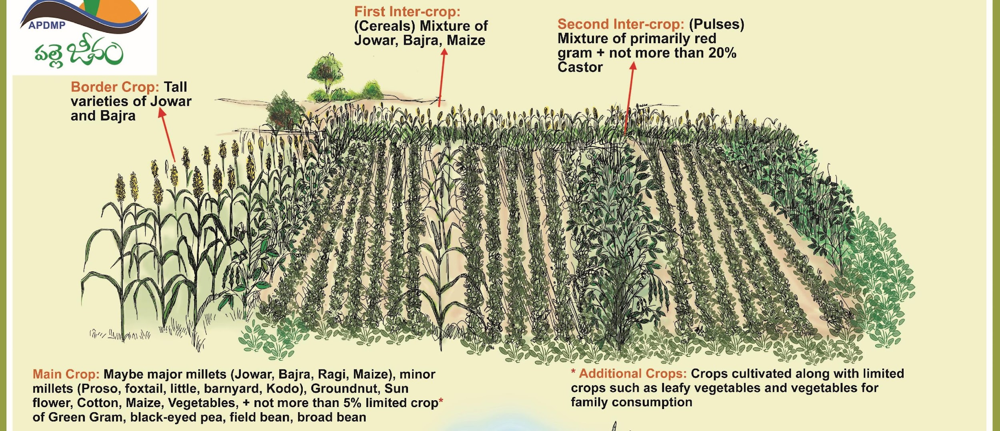 APDMP
పల్లె జీవం
First Inter-crop:
(Cereals) Mixture of
Jowar, Bajra, Maize
Second Inter-crop: (Pulses)
Mixture of primarily red
gram + not more than 20%
Castor
Border Crop: Tall
varieties of Jowar
and Bajra
Main Crop: Maybe major millets (Jowar, Bajra, Ragi, Maize), minor
millets (Proso, foxtail, little, barnyard, Kodo), Groundnut, Sun
flower, Cotton, Maize, Vegetables, + not more than 5% limited crop*
of Green Gram, black-eyed pea, field bean, broad bean
* Additional Crops: Crops cultivated along with limited
crops such as leafy vegetables and vegetables for
family consumption